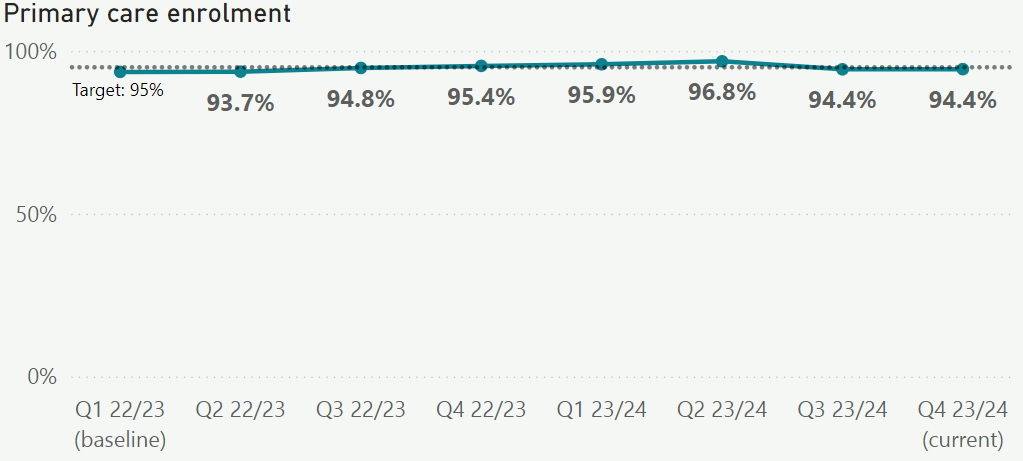 Primary care enrolment
100%
Target: 95%
93.7%
94.8%
95.4%
95.9%
96.8%
94.4%
94.4%
50%
0%
Q1 22/23 Q2 22/23 Q3 22/23 Q4 22/23 Q1 23/24 Q2 23/24 Q3 23/24 Q4 23/24
(baseline) (current)